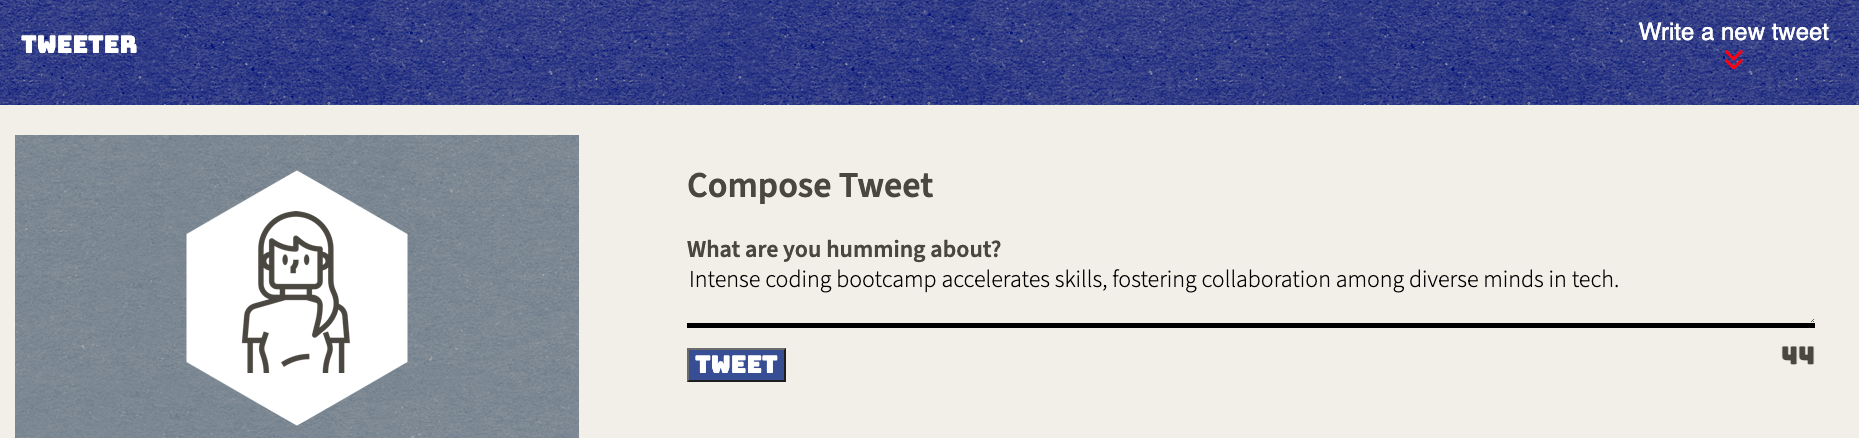 TWEETER
Write a new tweet
Compose Tweet
What are you humming about?
Intense coding bootcamp accelerates skills, fostering collaboration among diverse minds in tech.
TWEET
44